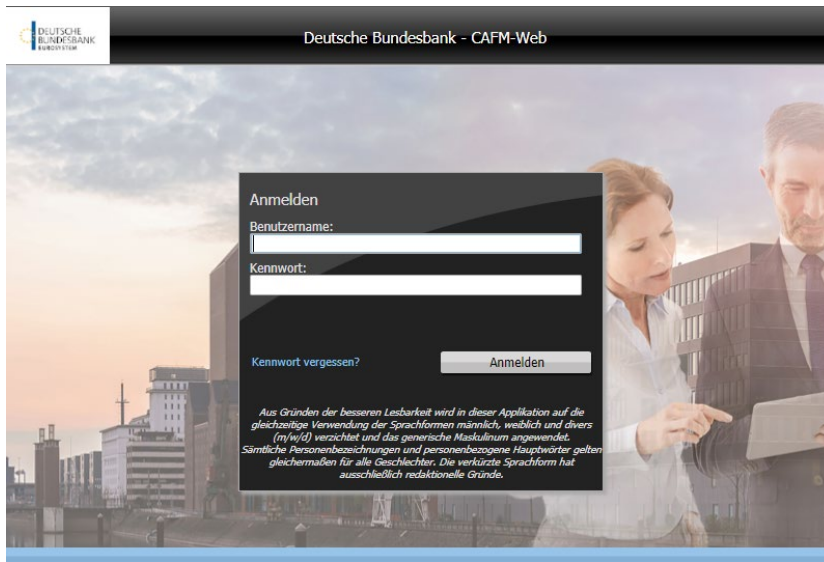 DEUTSCHE
BUNDESBANK
EUROSYSTEM
Deutsche Bundesbank - CAFM-Web
Anmelden
Benutzername:
Kennwort:
Kennwort vergessen?
Anmelden
Aus Gründen der besseren Lesbarkeit wird in dieser Applikation auf die
gleichzeitige Verwendung der Sprachformen männlich, weiblich und divers
(m/w/d) verzichtet und das generische Maskulinum angewendet.
Sämtliche Personenbezeichnungen und personenbezogene Hauptwörter gelten
gleichermaßen für alle Geschlechter. Die verkürzte Sprachform hat
ausschließlich redaktionelle Gründe.